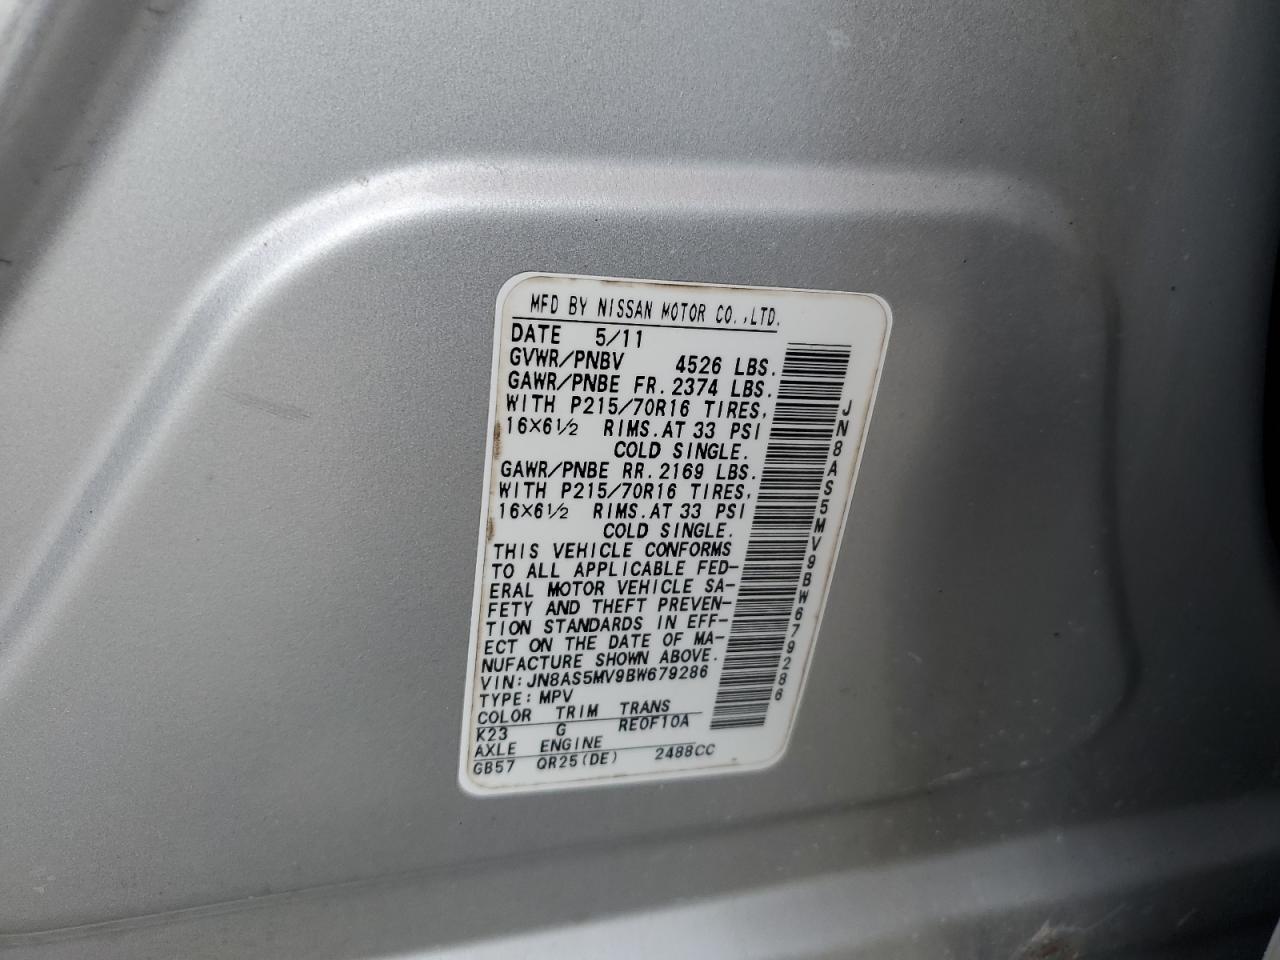 MFD BY NISSAN MOTOR CO.,LTD.
DATE 5/11
GVWR/PNBV 4526 LBS.
GAWR/PNBE FR. 2374 LBS.
WITH P215/70R16 TIRES,
16×6½ RIMS. AT 33 PSI
COLD SINGLE.
GAWR/PNBE RR. 2169 LBS.
WITH P215/70R16 TIRES,
16×6½ RIMS. AT 33 PSI
COLD SINGLE.
THIS VEHICLE CONFORMS
TO ALL APPLICABLE FED-
ERAL MOTOR VEHICLE SA-
FETY AND THEFT PREVEN-
TION STANDARDS IN EFF-
ECT ON THE DATE OF MA-
NUFACTURE SHOWN ABOVE.
VIN: JN8AS5MV9BW679286
TYPE: MPV
COLOR TRIM TRANS
K23 G RE0F10A
AXLE ENGINE
GB57 QR25(DE) 2488CC
JN8AS5MV9BW679286